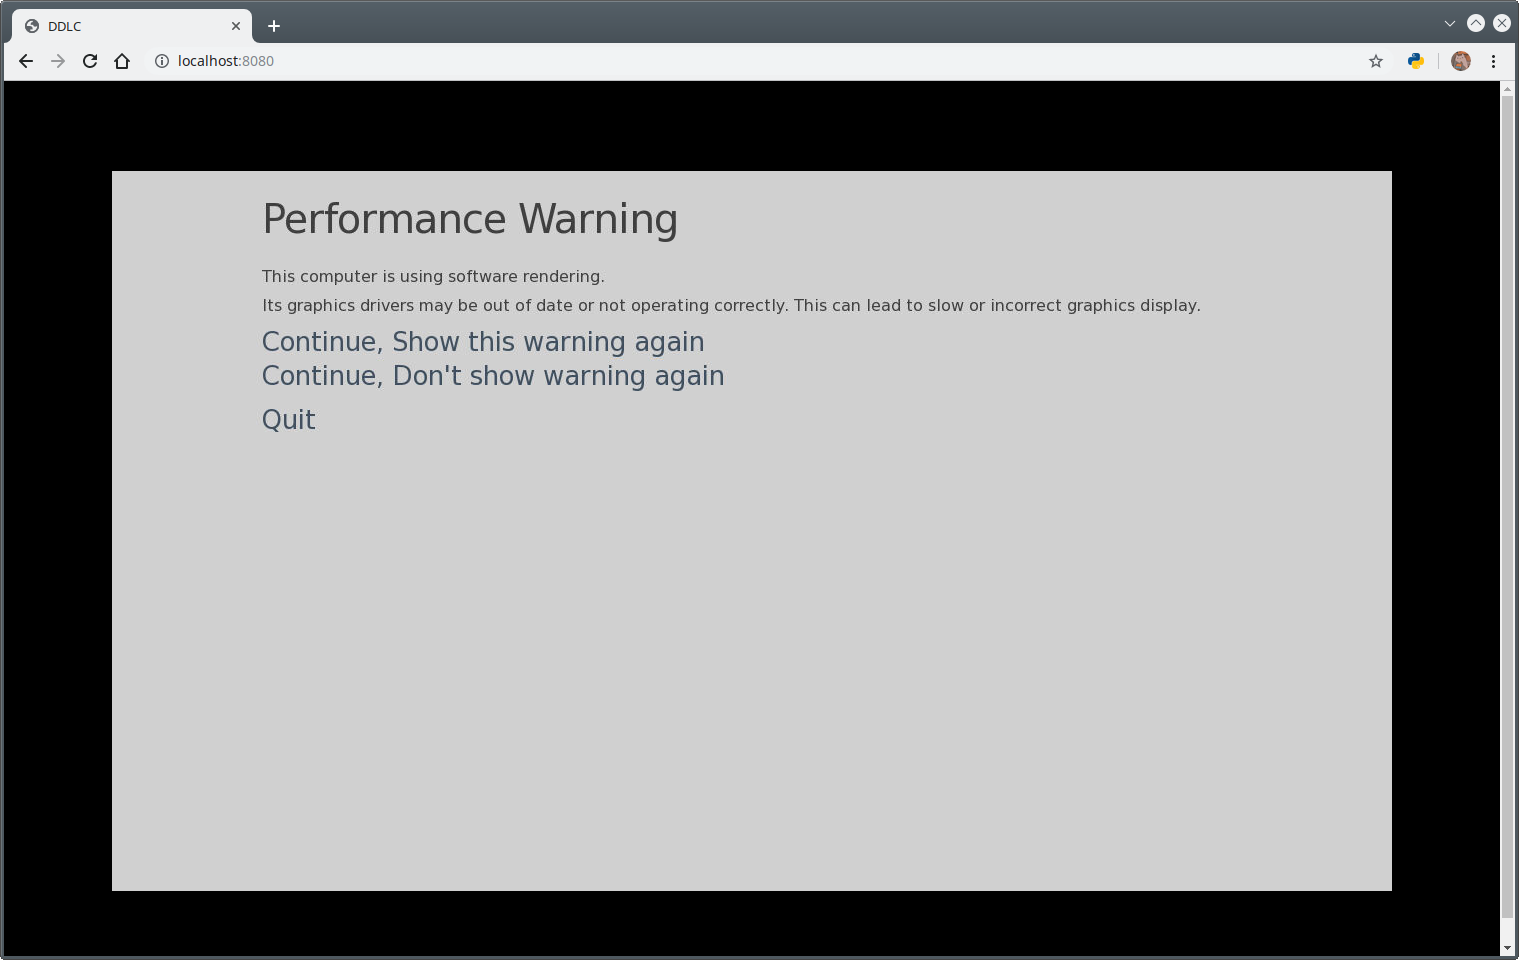 DDLC
localhost:8080
Performance Warning
This computer is using software rendering.
Its graphics drivers may be out of date or not operating correctly. This can lead to slow or incorrect graphics display.
Continue, Show this warning again
Continue, Don't show warning again
Quit